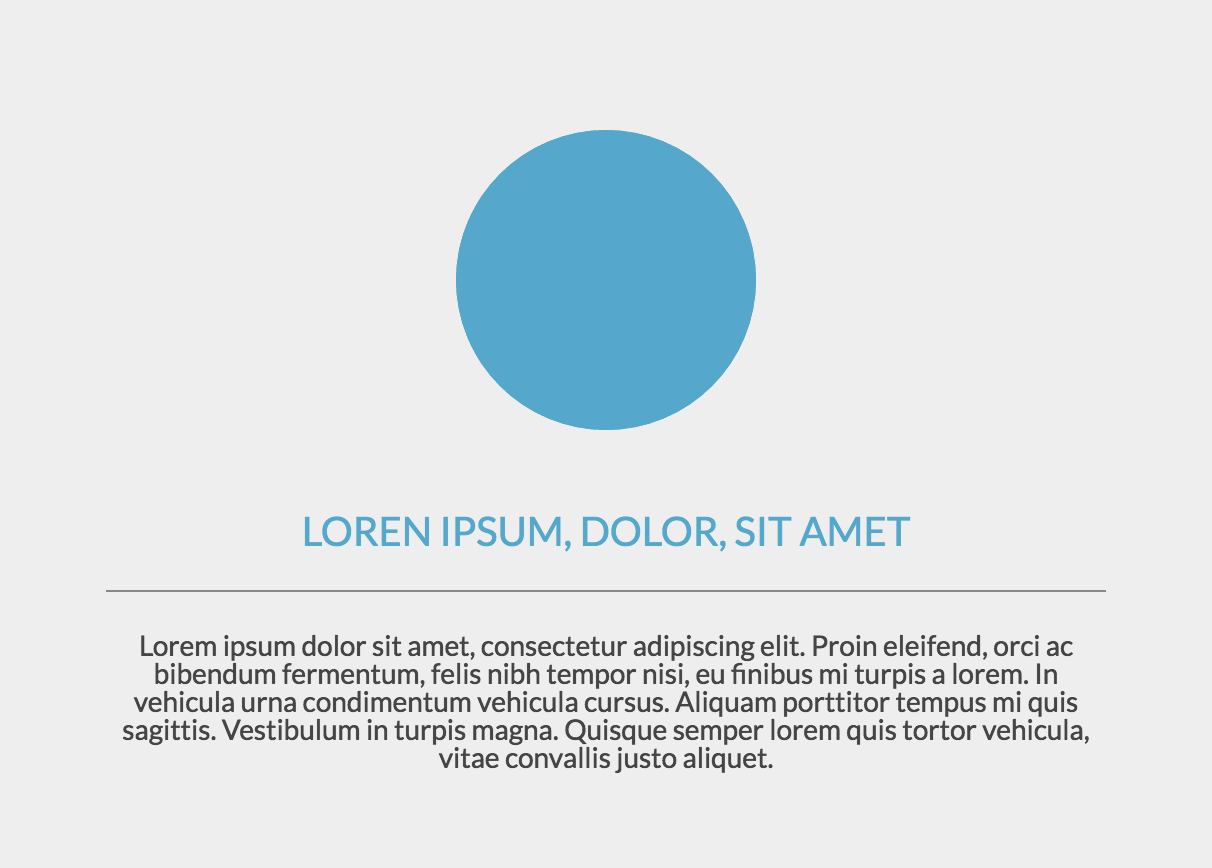 LOREN IPSUM, DOLOR, SIT AMET
Lorem ipsum dolor sit amet, consectetur adipiscing elit. Proin eleifend, orci ac
bibendum fermentum, felis nibh tempor nisi, eu finibus mi turpis a lorem. In
vehicula urna condimentum vehicula cursus. Aliquam porttitor tempus mi quis
sagittis. Vestibulum in turpis magna. Quisque semper lorem quis tortor vehicula,
vitae convallis justo aliquet.